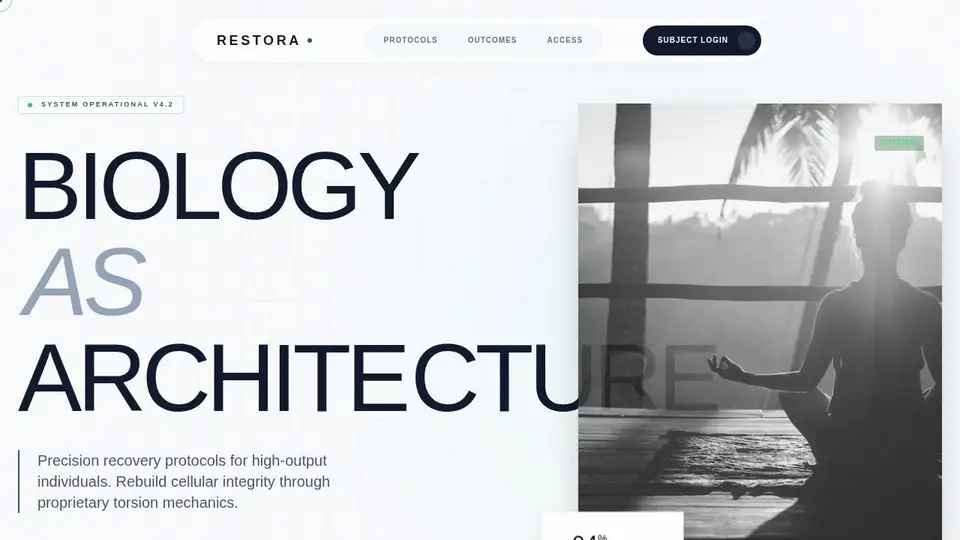 RESTORA
PROTOCOLS
OUTCOMES
ACCESS
SUBJECT LOGIN
SYSTEM OPERATIONAL V4.2
BIOLOGY
AS
ARCHITECTURE
Precision recovery protocols for high-output
individuals. Rebuild cellular integrity through
proprietary torsion mechanics.